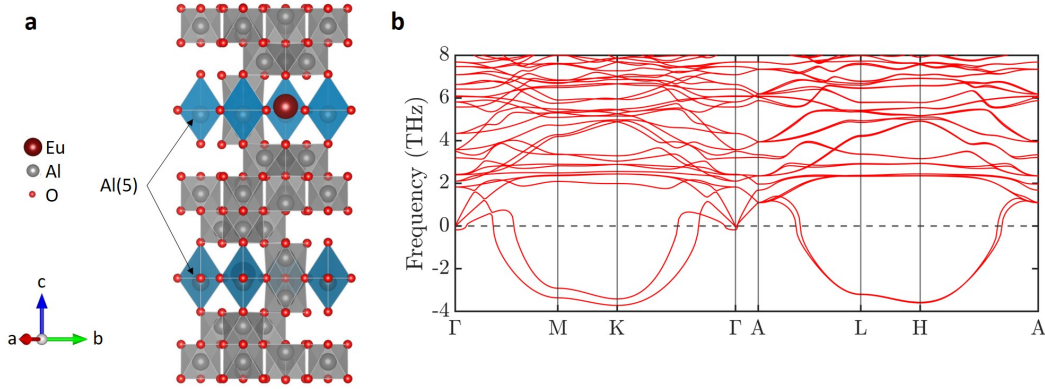 a
Eu
Al
O
Al(5)
c
a
b
b
Frequency (THz)
8
6
4
2
0
-2
-4
Γ
M
K
Γ
A
L
H
A